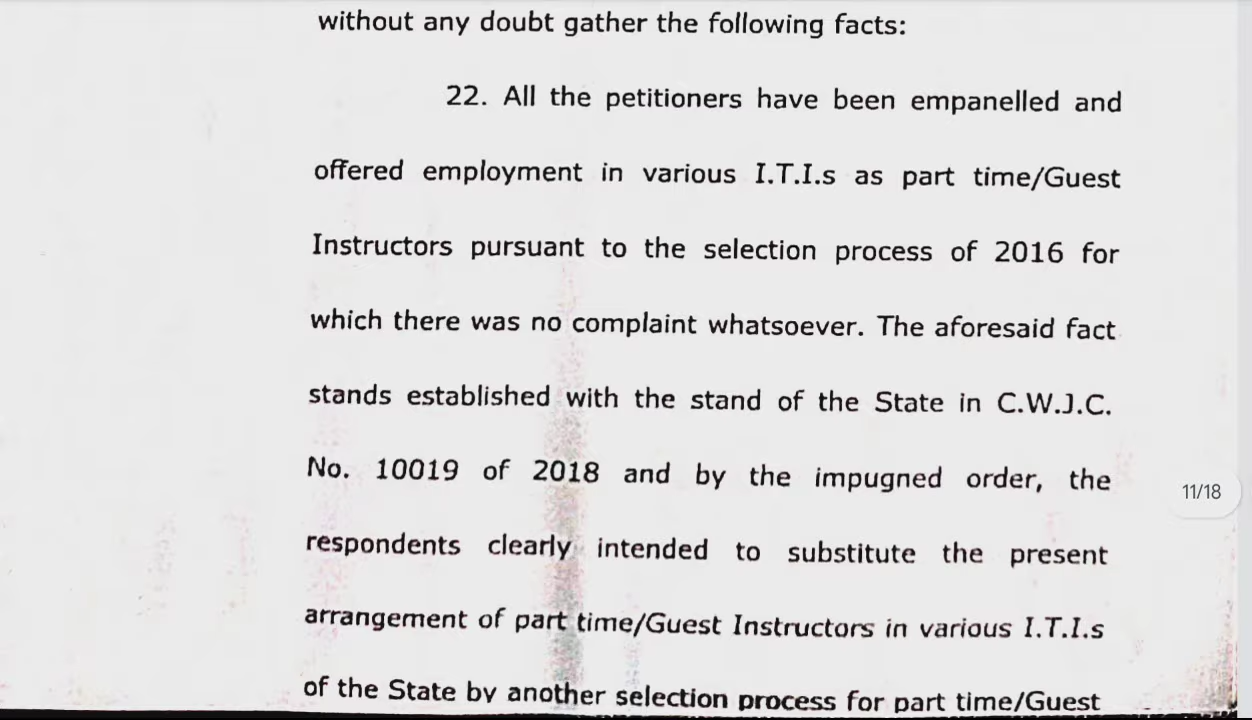 without any doubt gather the following facts:
22. All the petitioners have been empanelled and
offered employment in various I.T.I.s as part time/Guest
Instructors pursuant to the selection process of 2016 for
which there was no complaint whatsoever. The aforesaid fact
stands established with the stand of the State in C.W.J.C.
No. 10019 of 2018 and by the impugned order, the
11/18
respondents clearly intended to substitute the present
arrangement of part time/Guest Instructors in various I.T.I.s
of the State by another selection process for part time/Guest